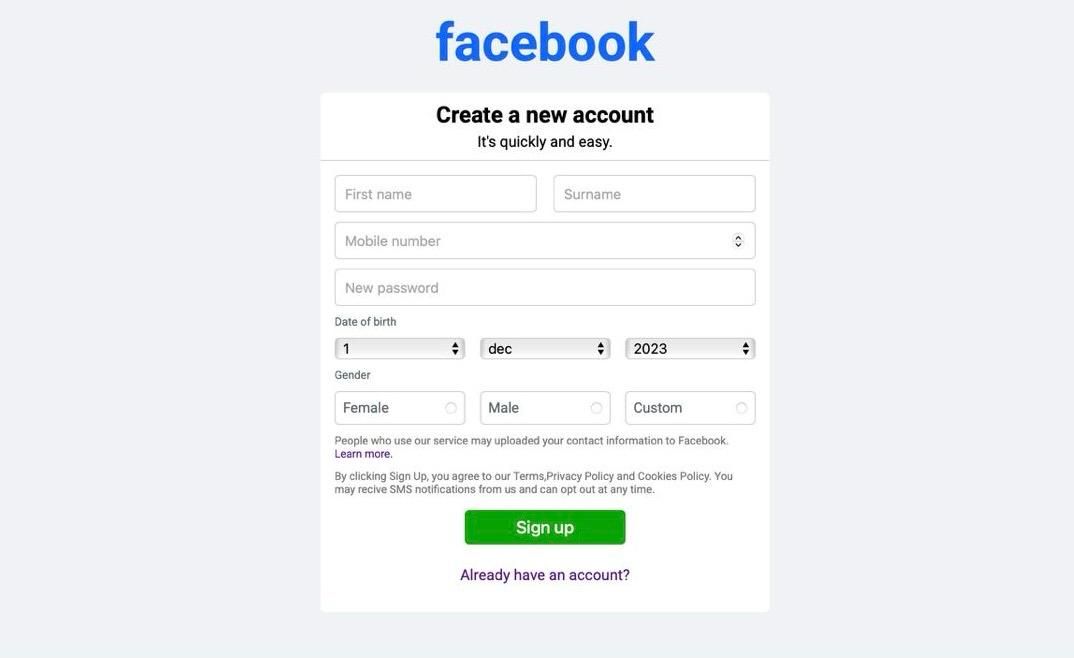 facebook
Create a new account
It's quickly and easy.
First name Surname
Mobile number
New password
Date of birth
1 dec 2023
Gender
Female Male Custom
People who use our service may uploaded your contact information to Facebook.
Learn more.
By clicking Sign Up, you agree to our Terms,Privacy Policy and Cookies Policy. You
may recive SMS notifications from us and can opt out at any time.
Sign up
Already have an account?